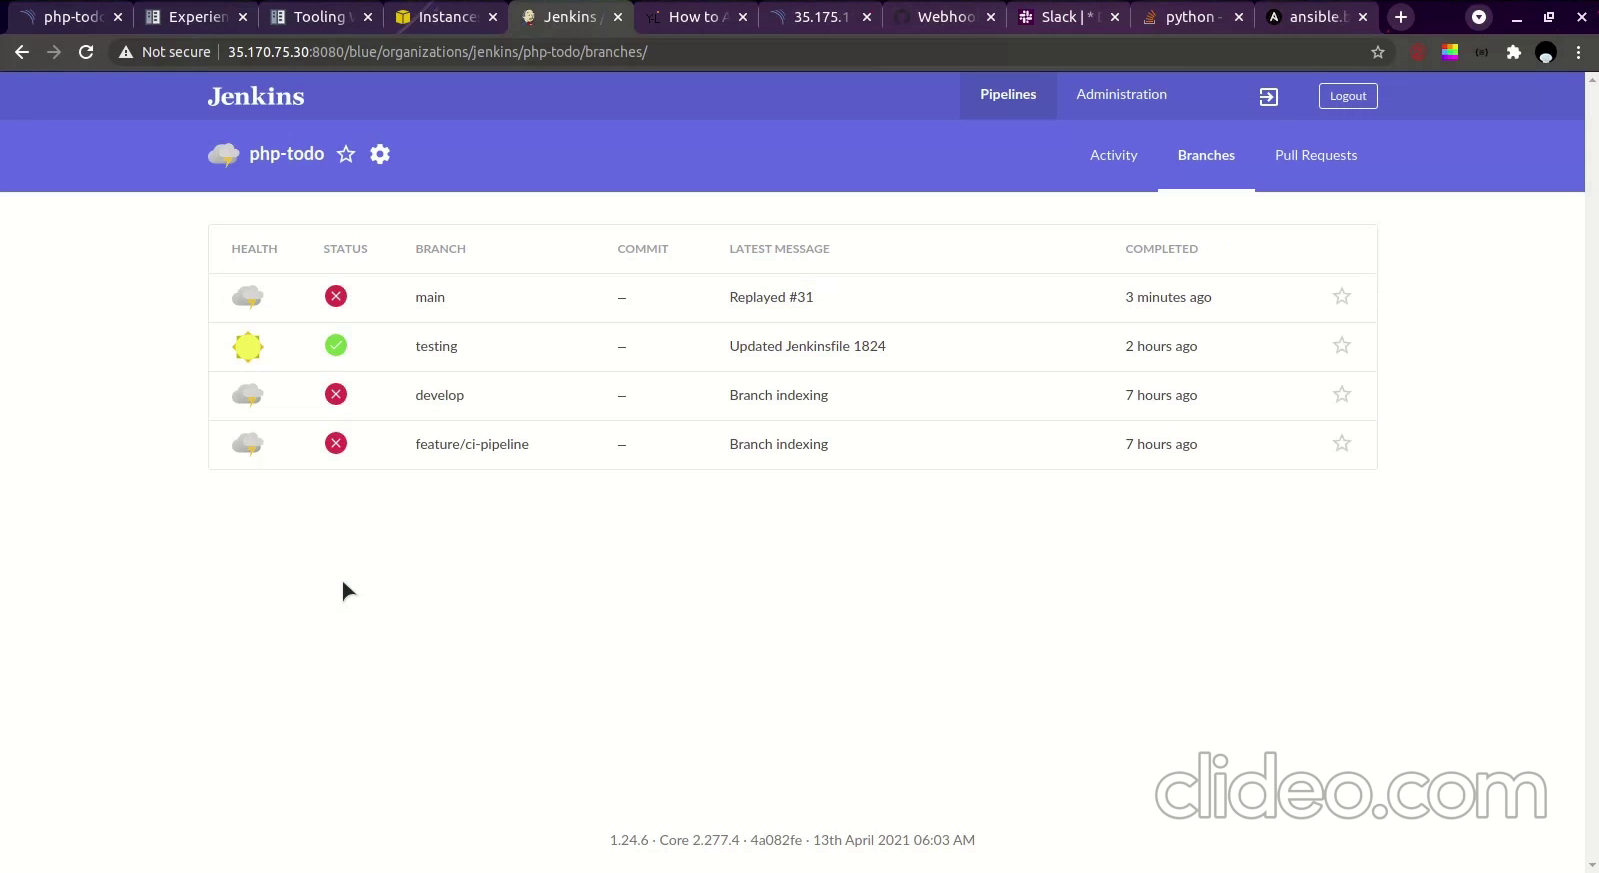 php-todo
Experien
Tooling
Instance
Jenkins /
How to A
35.175.1
Webhoo
Slack | *
python -
ansible.b
Not secure
35.170.75.30:8080/blue/organizations/jenkins/php-todo/branches/
Jenkins
Pipelines
Administration
Logout
php-todo
Activity
Branches
Pull Requests
HEALTH STATUS BRANCH COMMIT LATEST MESSAGE COMPLETED
main – Replayed #31 3 minutes ago
testing – Updated Jenkinsfile 1824 2 hours ago
develop – Branch indexing 7 hours ago
feature/ci-pipeline – Branch indexing 7 hours ago
clideo.com
1.24.6 · Core 2.277.4 · 4a082fe · 13th April 2021 06:03 AM